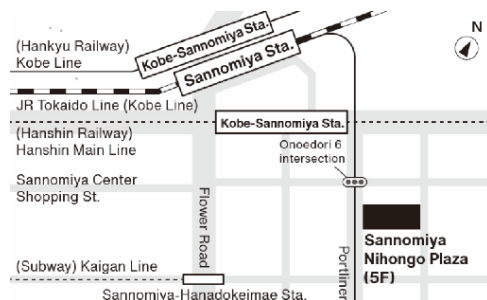 N
(Hankyu Railway)
Kobe Line
Kobe-Sannomiya Sta.
Sannomiya Sta.
JR Tokaido Line (Kobe Line)
Kobe-Sannomiya Sta.
(Hanshin Railway)
Hanshin Main Line
Onoedori 6
intersection
Sannomiya Center
Shopping St.
Flower Road
Portliner
Sannomiya
Nihongo Plaza
(5F)
(Subway) Kaigan Line
Sannomiya-Hanadokeimae Sta.